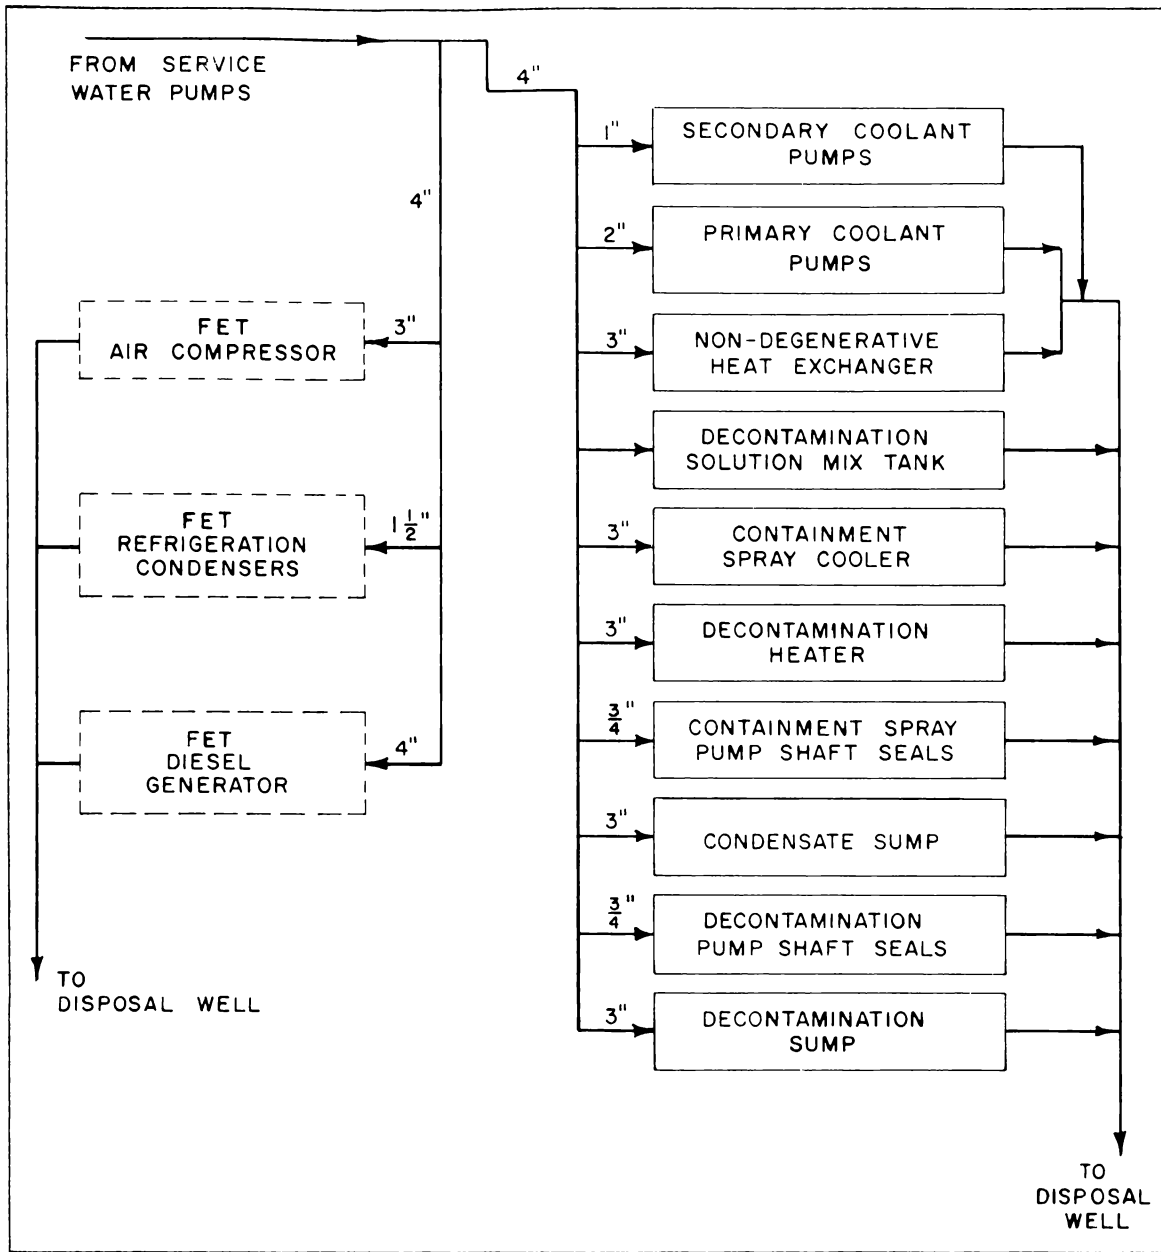 FROM SERVICE
WATER PUMPS
4"
4"
FET
AIR COMPRESSOR
3"
FET
REFRIGERATION
CONDENSERS
1 1/2"
FET
DIESEL
GENERATOR
4"
TO
DISPOSAL WELL
1"
SECONDARY COOLANT
PUMPS
2"
PRIMARY COOLANT
PUMPS
3"
NON-DEGENERATIVE
HEAT EXCHANGER
DECONTAMINATION
SOLUTION MIX TANK
3"
CONTAINMENT
SPRAY COOLER
3"
DECONTAMINATION
HEATER
3/4"
CONTAINMENT SPRAY
PUMP SHAFT SEALS
3"
CONDENSATE SUMP
3/4"
DECONTAMINATION
PUMP SHAFT SEALS
3"
DECONTAMINATION
SUMP
TO
DISPOSAL
WELL